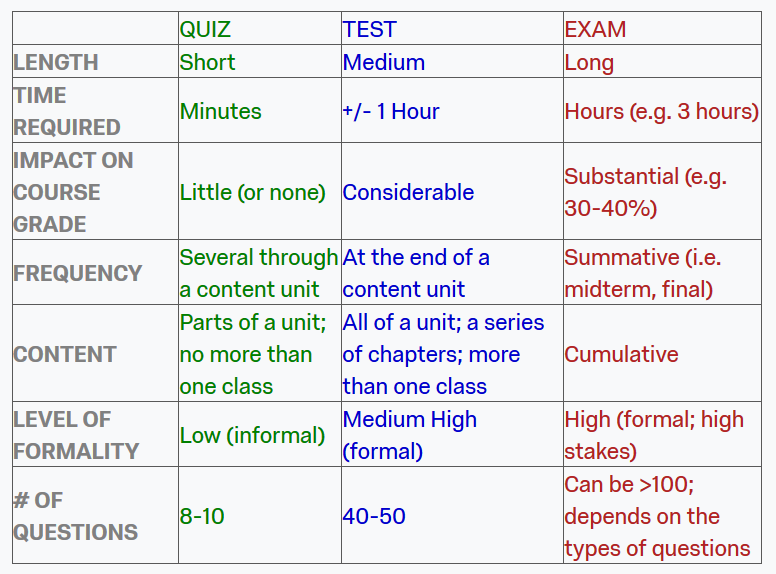 QUIZ TEST EXAM
LENGTH Short Medium Long
TIME
REQUIRED
Minutes +/- 1 Hour Hours (e.g. 3 hours)
IMPACT ON
COURSE
GRADE
Little (or none) Considerable
Substantial (e.g.
30-40%)
FREQUENCY
Several through
a content unit
At the end of a
content unit
Summative (i.e.
midterm, final)
CONTENT
Parts of a unit;
no more than
one class
All of a unit; a series
of chapters; more
than one class
Cumulative
LEVEL OF
FORMALITY
Low (informal)
Medium High
(formal)
High (formal; high
stakes)
# OF
QUESTIONS
8-10 40-50
Can be >100;
depends on the
types of questions